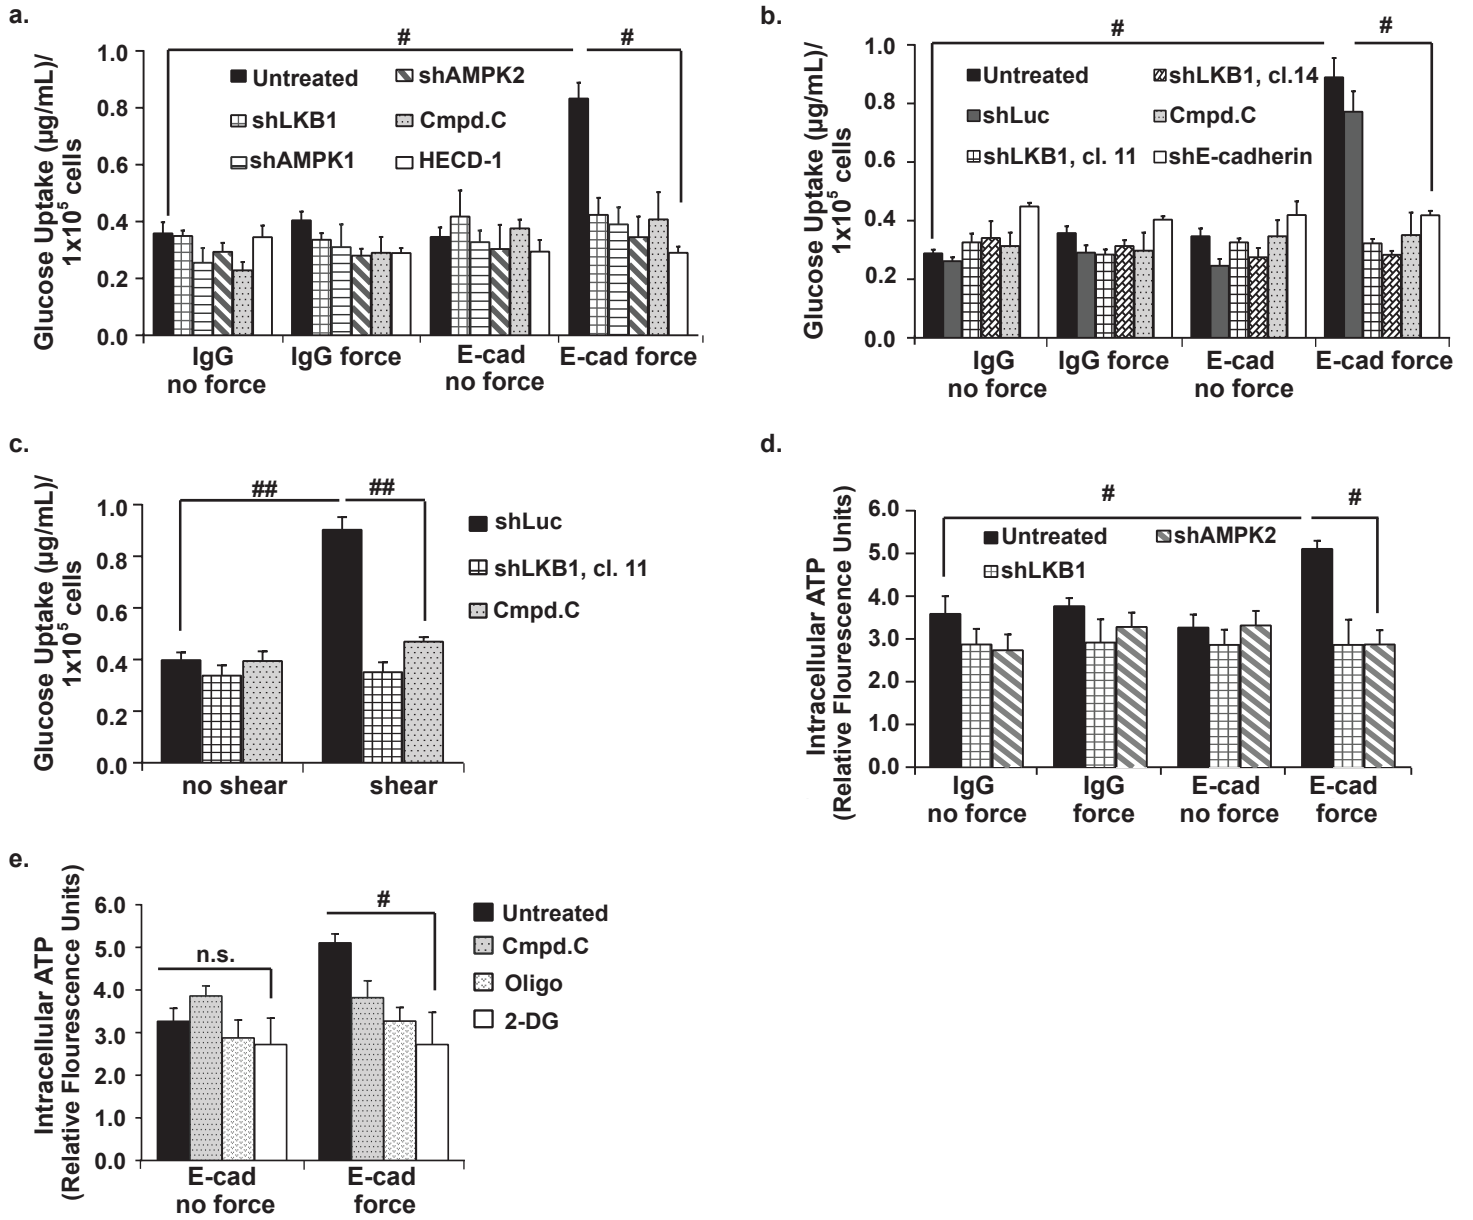 a.
#
#
1.0
0.8
0.6
0.4
0.2
0.0
Glucose Uptake (µg/mL)/
1x10⁵ cells
Untreated
shLKB1
shAMPK1
shAMPK2
Cmpd.C
HECD-1
IgG
no force
IgG force
E-cad
no force
E-cad force
b.
#
#
1.0
0.8
0.6
0.4
0.2
0.0
Glucose Uptake (µg/mL)/
1x10⁵ cells
Untreated
shLuc
shLKB1, cl. 11
shLKB1, cl.14
Cmpd.C
shE-cadherin
IgG
no force
IgG force
E-cad
no force
E-cad force
c.
##
##
1.0
0.8
0.6
0.4
0.2
0.0
Glucose Uptake (µg/mL)/
1x10⁵ cells
shLuc
shLKB1, cl. 11
Cmpd.C
no shear
shear
d.
#
#
6.0
5.0
4.0
3.0
2.0
1.0
0.0
Intracellular ATP
(Relative Flourescence Units)
Untreated
shLKB1
shAMPK2
IgG
no force
IgG
force
E-cad
no force
E-cad
force
e.
n.s.
#
6.0
5.0
4.0
3.0
2.0
1.0
0.0
Intracellular ATP
(Relative Flourescence Units)
Untreated
Cmpd.C
Oligo
2-DG
E-cad
no force
E-cad
force